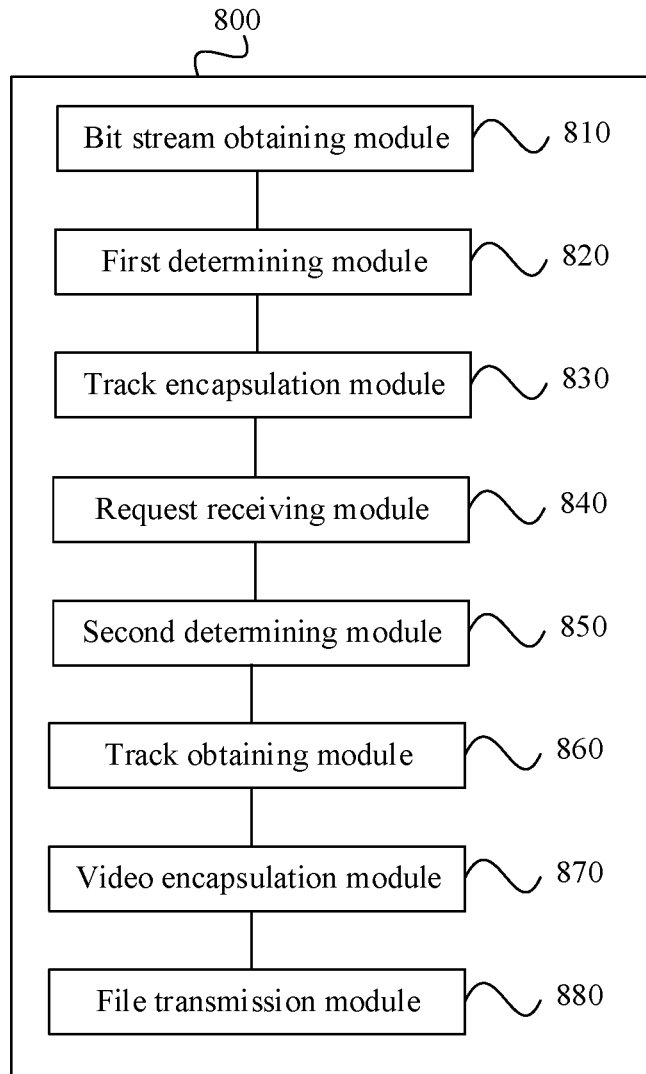 800
Bit stream obtaining module 810
First determining module 820
Track encapsulation module 830
Request receiving module 840
Second determining module 850
Track obtaining module 860
Video encapsulation module 870
File transmission module 880